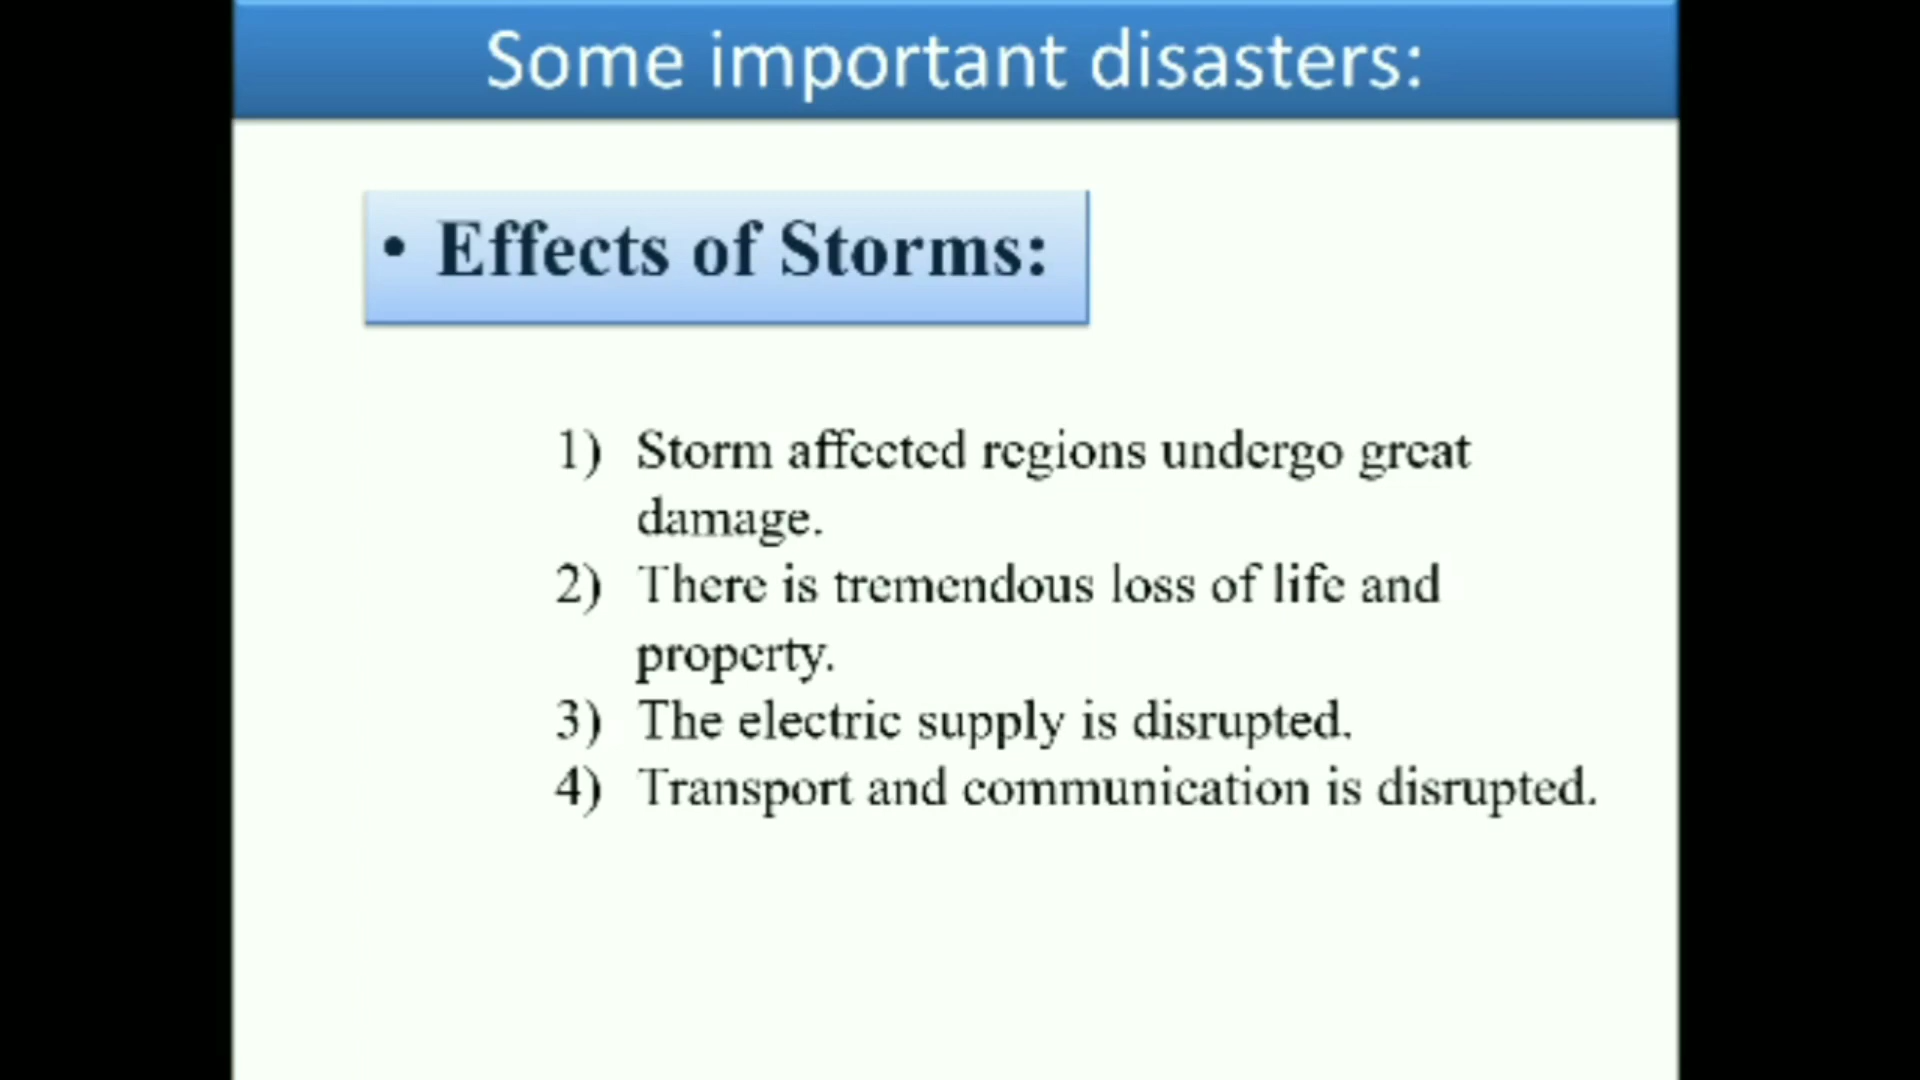 Some important disasters:
• Effects of Storms:
1) Storm affected regions undergo great
damage.
2) There is tremendous loss of life and
property.
3) The electric supply is disrupted.
4) Transport and communication is disrupted.